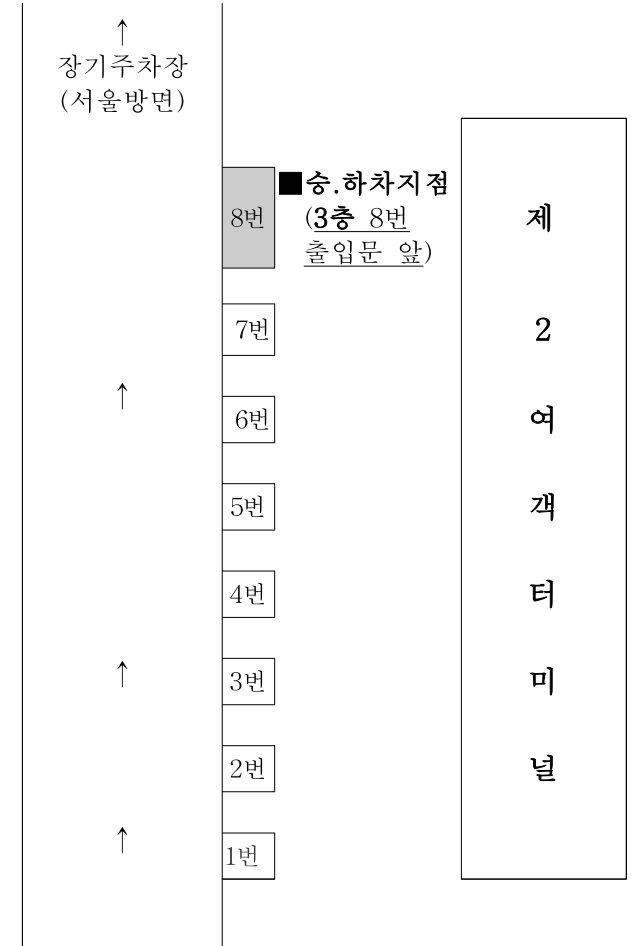 ↑
장기주차장
(서울방면)
■승.하차지점
(3층 8번
출입문 앞)
8번
7번
↑
6번
5번
4번
↑
3번
2번
↑
1번
제
2
여
객
터
미
널